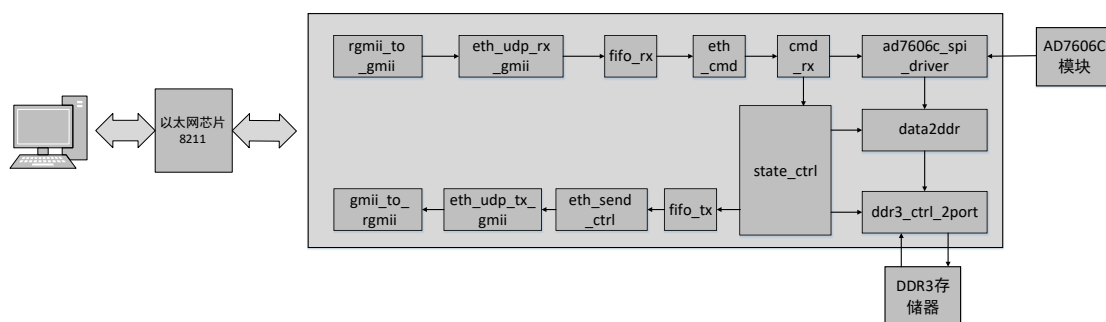 rgmii_to
_gmii
eth_udp_rx
_gmii
fifo_rx
eth
_cmd
cmd
_rx
ad7606c_spi
_driver
AD7606C
模块
以太网芯片
8211
state_ctrl
data2ddr
gmii_to_
rgmii
eth_udp_tx_
gmii
eth_send
_ctrl
fifo_tx
ddr3_ctrl_2port
DDR3存
储器